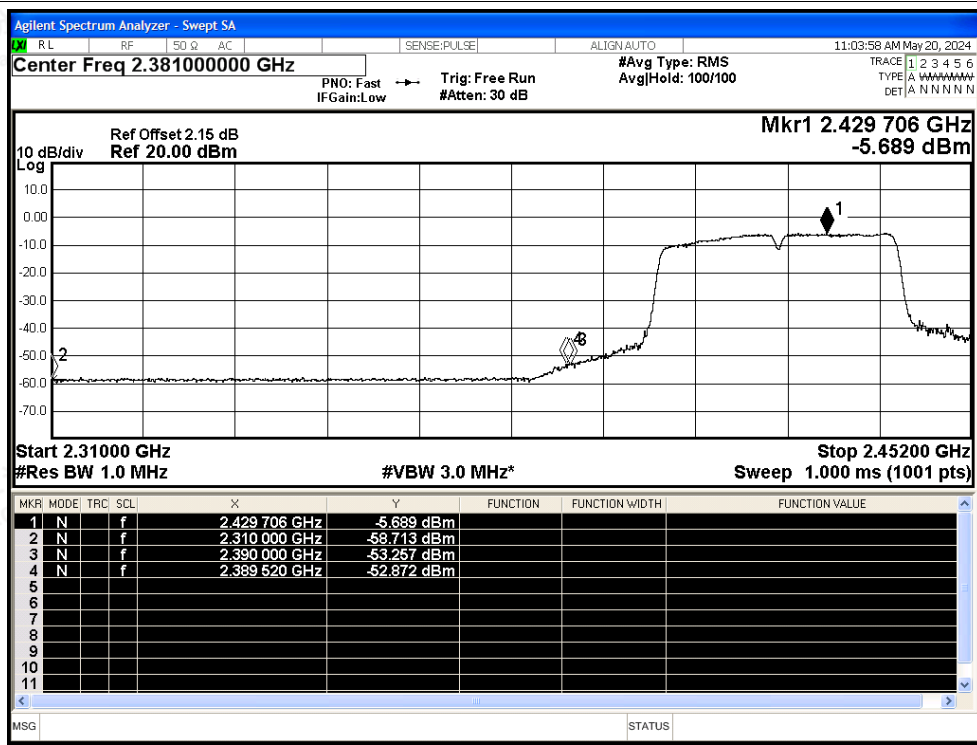 Agilent Spectrum Analyzer - Swept SA
LXI RL RF 50 Ω AC SENSE:PULSE ALIGN AUTO 11:03:58 AM May 20, 2024
Center Freq 2.381000000 GHz #Avg Type: RMS TRACE 1 2 3 4 5 6
PNO: Fast Trig: Free Run Avg|Hold: 100/100 TYPE A WWWWW
IFGain:Low #Atten: 30 dB DET A N N N N N
Mkr1 2.429 706 GHz
Ref Offset 2.15 dB
10 dB/div Ref 20.00 dBm -5.689 dBm
Log
10.0
0.00
-10.0
-20.0
-30.0
-40.0
-50.0
-60.0
-70.0
1
2
4
3
Start 2.31000 GHz Stop 2.45200 GHz
#Res BW 1.0 MHz #VBW 3.0 MHz* Sweep 1.000 ms (1001 pts)
MKR MODE TRC SCL X Y FUNCTION FUNCTION WIDTH FUNCTION VALUE
1 N f 2.429 706 GHz -5.689 dBm
2 N f 2.310 000 GHz -58.713 dBm
3 N f 2.390 000 GHz -53.257 dBm
4 N f 2.389 520 GHz -52.872 dBm
5
6
7
8
9
10
11
MSG STATUS